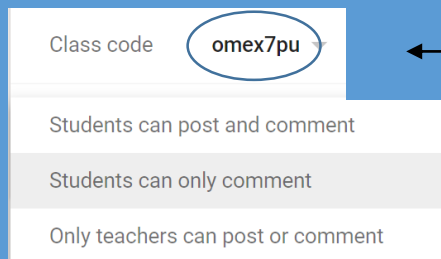 Class code omex7pu
Students can post and comment
Students can only comment
Only teachers can post or comment